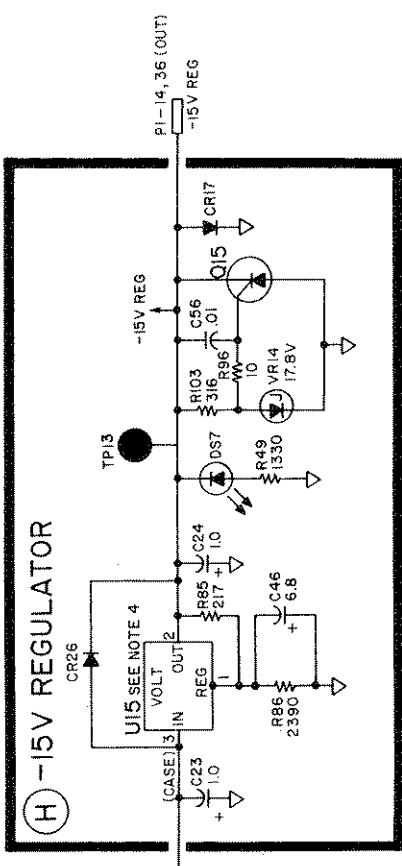 H -15V REGULATOR
CR26
U15 SEE NOTE 4
(CASE) 3
2
VOLT
IN
OUT
REG
1
C23
1.0
+
R86
2390
C46
6.8
+
R85
217
C24
1.0
+
TP13
DS7
R49
1330
-15V REG
R103
316
C56
.01
R96
10
VR14
17.8V
Q15
CR17
P1-14, 36 (OUT)
-15V REG